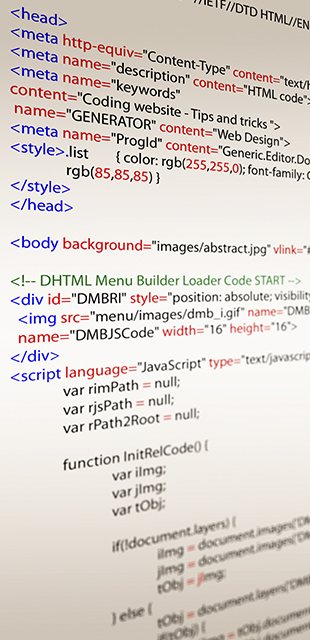 //IETF//DTD HTML//EN
<head>
<meta http-equiv="Content-Type" content="text/h
<meta name="description" content="HTML code">
<meta name="keywords"
content="Coding website - Tips and tricks ">
name="GENERATOR" content="Web Design">
<meta name="ProgId" content="Generic.Editor.Do
<style>.list { color: rgb(255,255,0); font-family: G
rgb(85,85,85) }
</style>
</head>
<body background="images/abstract.jpg" vlink="#
<!-- DHTML Menu Builder Loader Code START -->
<div id="DMBRI" style="position: absolute; visibility
<img src="menu/images/dmb_i.gif" name="DMB
name="DMBJSCode" width="16" height="16">
</div>
<script language="JavaScript" type="text/javascrip
var rimPath = null;
var rjsPath = null;
var rPath2Root = null;
function InitRelCode() {
var iImg;
var jImg;
var tObj;
if(!document.layers) {
iImg = document.images['DM
jImg = document.images['DM
tObj = jImg;
} else {
tObj = document.layers['DM
if(tObj) {